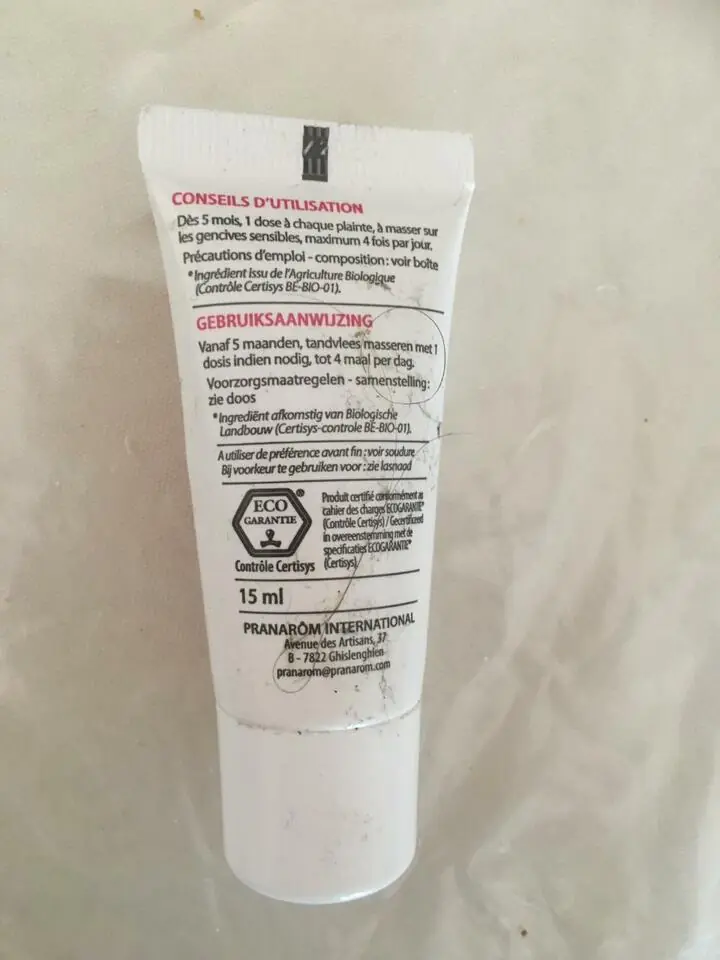 CONSEILS D'UTILISATION
Dès 5 mois, 1 dose à chaque plainte, à masser sur
les gencives sensibles, maximum 4 fois par jour.
Précautions d'emploi - composition : voir boîte
*Ingrédient issu de l'Agriculture Biologique
(Contrôle Certisys BE-BIO-01).
GEBRUIKSAANWIJZING
Vanaf 5 maanden, tandvlees masseren met 1
dosis indien nodig, tot 4 maal per dag.
Voorzorgsmaatregelen - samenstelling:
zie doos
*Ingrediënt afkomstig van Biologische
Landbouw (Certisys-controle BE-BIO-01).
A utiliser de préférence avant fin : voir soudure
Bij voorkeur te gebruiken voor : zie lasnaad
ECO
GARANTIE
®
Contrôle Certisys
Produit certifié conformément au
cahier des charges ECOGARANTIE®
(Contrôle Certisys) / Gecertificeerd
in overeenstemming met de
specificaties ECOGARANTIE®
(Certisys)
15 ml
PRANARÔM INTERNATIONAL
Avenue des Artisans, 37
B - 7822 Ghislenghien
pranarom@pranarom.com